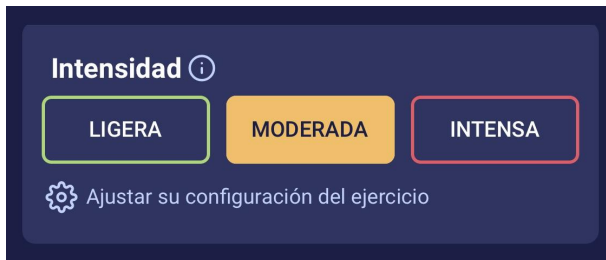 Intensidad
LIGERA MODERADA INTENSA
Ajustar su configuración del ejercicio